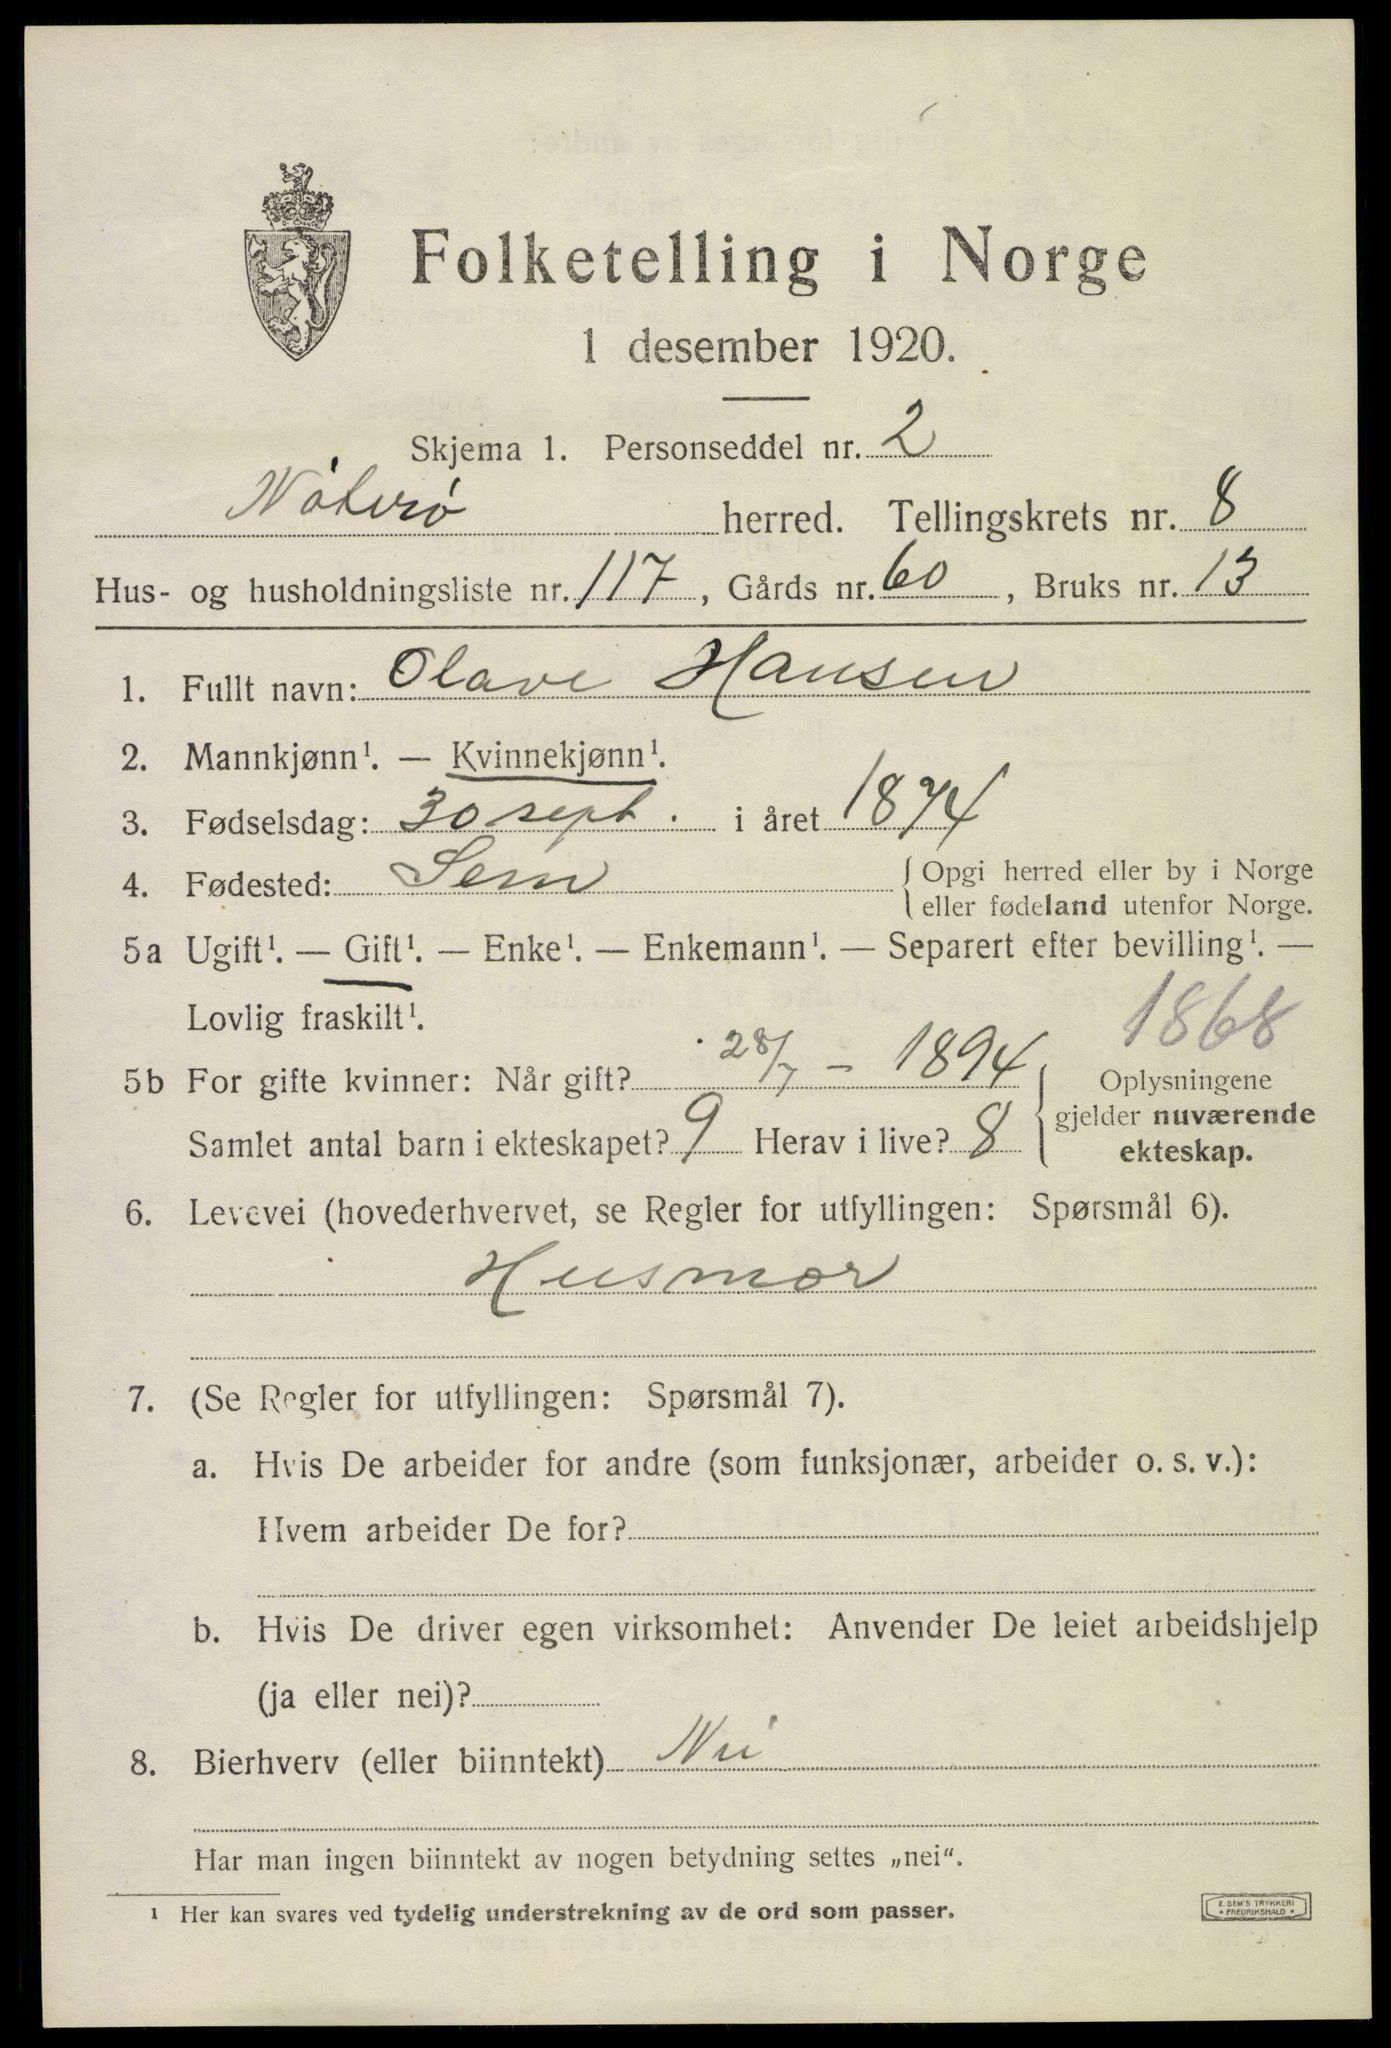 Folketelling i Norge
1 desember 1920.
Skjema 1. Personseddel nr. 2
Nøterø herred. Tellingskrets nr. 8
Hus- og husholdningsliste nr. 117, Gårds nr. 60, Bruks nr. 13
1. Fullt navn: Olave Hansen
2. Mannkjønn¹. — Kvinnekjønn¹.
3. Fødselsdag: 30 sept. i året 1874
4. Fødested: Sem {Opgi herred eller by i Norge
eller fødeland utenfor Norge.
5a Ugift¹. — Gift¹. — Enke¹. — Enkemann¹. — Separert efter bevilling¹. —
Lovlig fraskilt¹.
1868
5b For gifte kvinner: Når gift? 28/7 - 1894
Samlet antal barn i ekteskapet? 9 Herav i live? 8
Oplysningene
gjelder nuværende
ekteskap.
6. Levevei (hovederhvervet, se Regler for utfyllingen: Spørsmål 6).
Husmor
7. (Se Regler for utfyllingen: Spørsmål 7).
a. Hvis De arbeider for andre (som funksjonær, arbeider o. s. v.):
Hvem arbeider De for?
b. Hvis De driver egen virksomhet: Anvender De leiet arbeidshjelp
(ja eller nei)?
8. Bierhverv (eller biinntekt) Nei
Har man ingen biinntekt av nogen betydning settes „nei“.
¹ Her kan svares ved tydelig understrekning av de ord som passer.
E. SEM'S TRYKKERI
* FREDRIKSHALD *